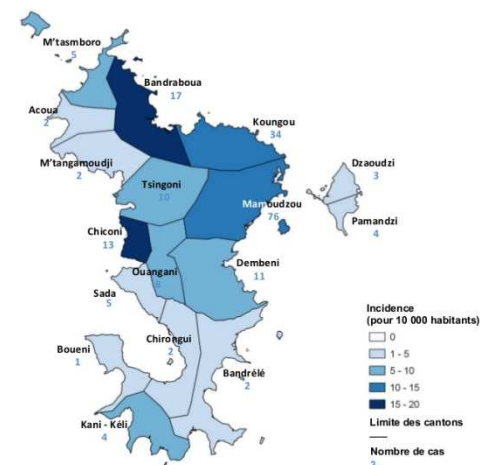 M'tasmboro
5
Bandraboua
17
Acoua
2
Koungou
34
M'tangamoudji
2
Dzaoudzi
3
Tsingoni
10
Mamoudzou
76
Pamandzi
4
Chiconi
13
Ouangani
Dembeni
11
Sada
5
Chirongui
2
Boueni
1
Bandrélé
2
Kani - Kéli
4
Incidence
(pour 10 000 habitants)
0
1 - 5
5 - 10
10 - 15
15 - 20
Limite des cantons
Nombre de cas
2